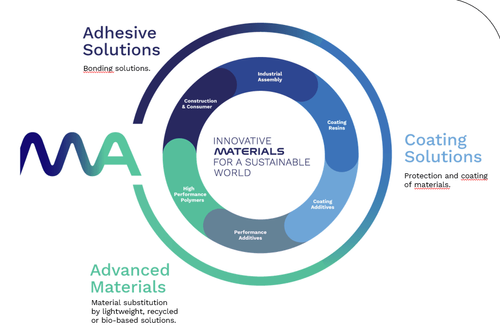 Adhesive
Solutions
Bonding solutions.
Industrial
Assembly
Construction
& Consumer
Coating
Resins
INNOVATIVE
MATERIALS
FOR A SUSTAINABLE
WORLD
MA
Coating
Solutions
Protection and coating
of materials.
High
Performance
Polymers
Coating
Additives
Performance
Additives
Advanced
Materials
Material substitution
by lightweight, recycled
or bio-based solutions.